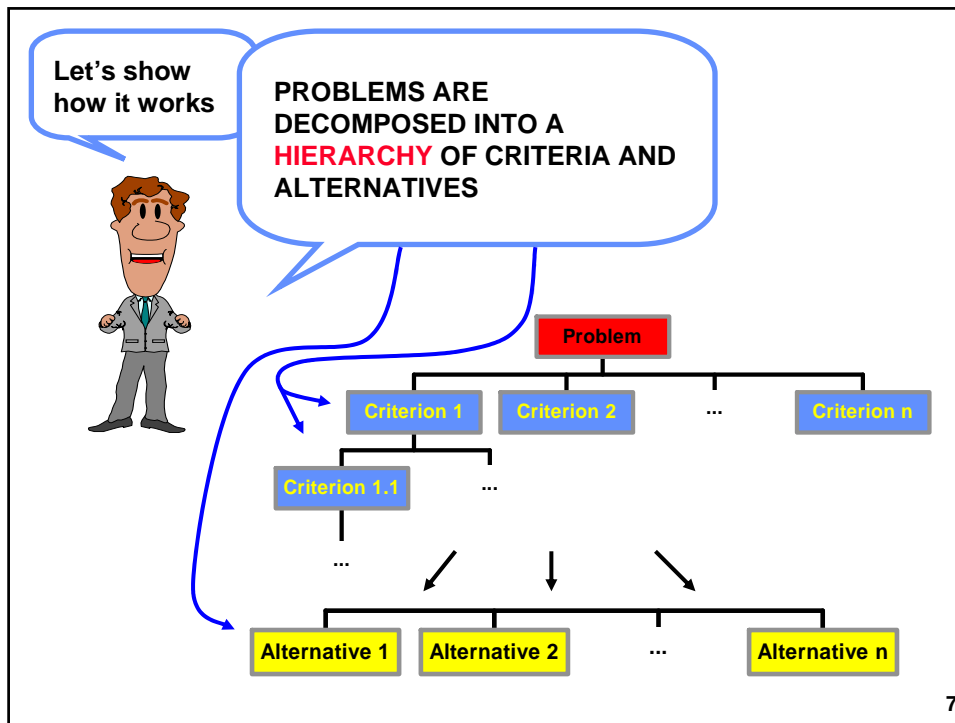 Let's show
how it works
PROBLEMS ARE
DECOMPOSED INTO A
HIERARCHY OF CRITERIA AND
ALTERNATIVES
Problem
Criterion 1 Criterion 2 ... Criterion n
Criterion 1.1 ...
...
Alternative 1 Alternative 2 ... Alternative n
7